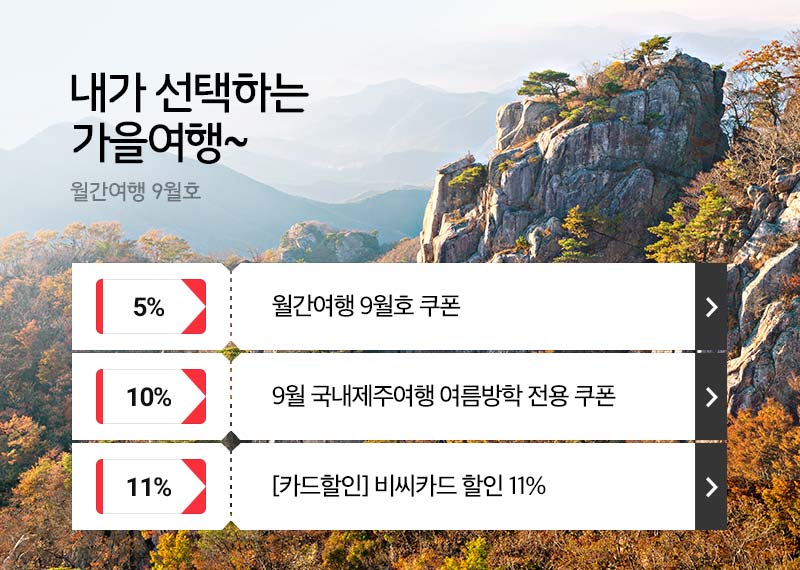 내가 선택하는
가을여행~
월간여행 9월호
5% 월간여행 9월호 쿠폰
10% 9월 국내제주여행 여름방학 전용 쿠폰
11% [카드할인] 비씨카드 할인 11%